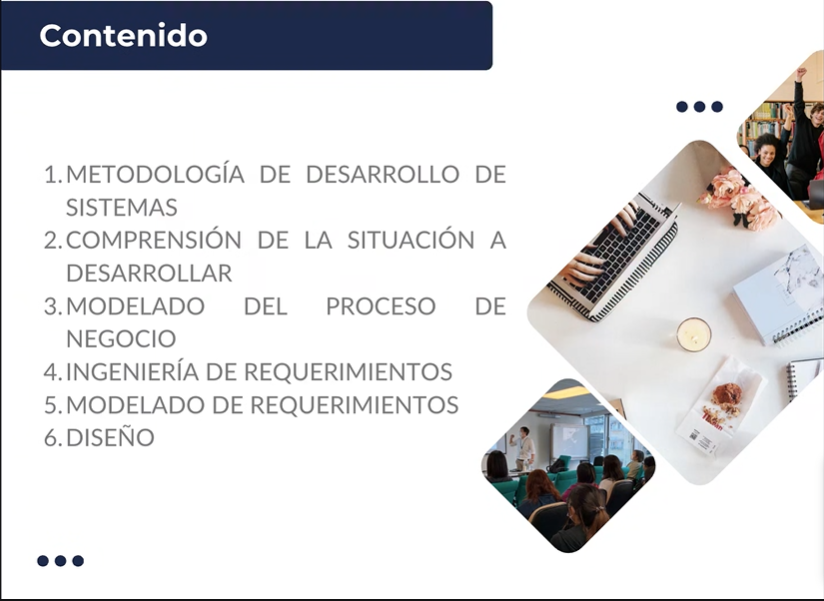 Contenido
1. METODOLOGÍA DE DESARROLLO DE
SISTEMAS
2. COMPRENSIÓN DE LA SITUACIÓN A
DESARROLLAR
3. MODELADO DEL PROCESO DE
NEGOCIO
4. INGENIERÍA DE REQUERIMIENTOS
5. MODELADO DE REQUERIMIENTOS
6. DISEÑO